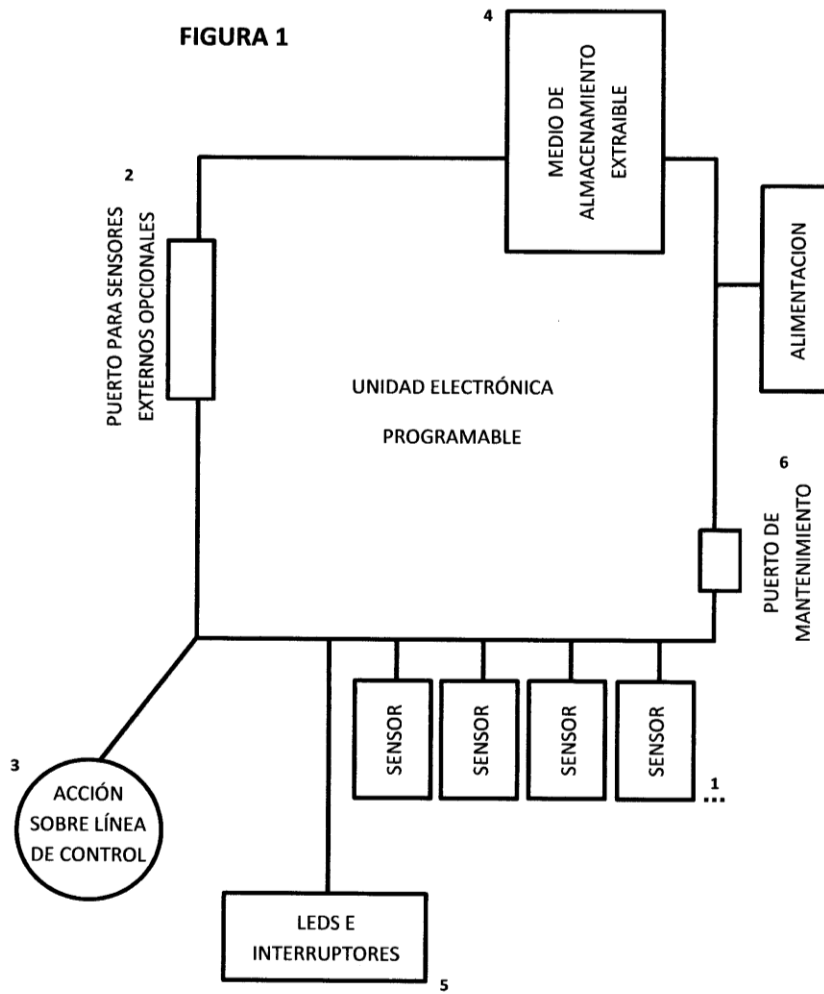 FIGURA 1
4
MEDIO DE
ALMACENAMIENTO
EXTRAIBLE
2
PUERTO PARA SENSORES
EXTERNOS OPCIONALES
ALIMENTACION
UNIDAD ELECTRÓNICA
PROGRAMABLE
6
PUERTO DE
MANTENIMIENTO
3
ACCIÓN
SOBRE LÍNEA
DE CONTROL
SENSOR
SENSOR
SENSOR
SENSOR
1
...
LEDS E
INTERRUPTORES
5